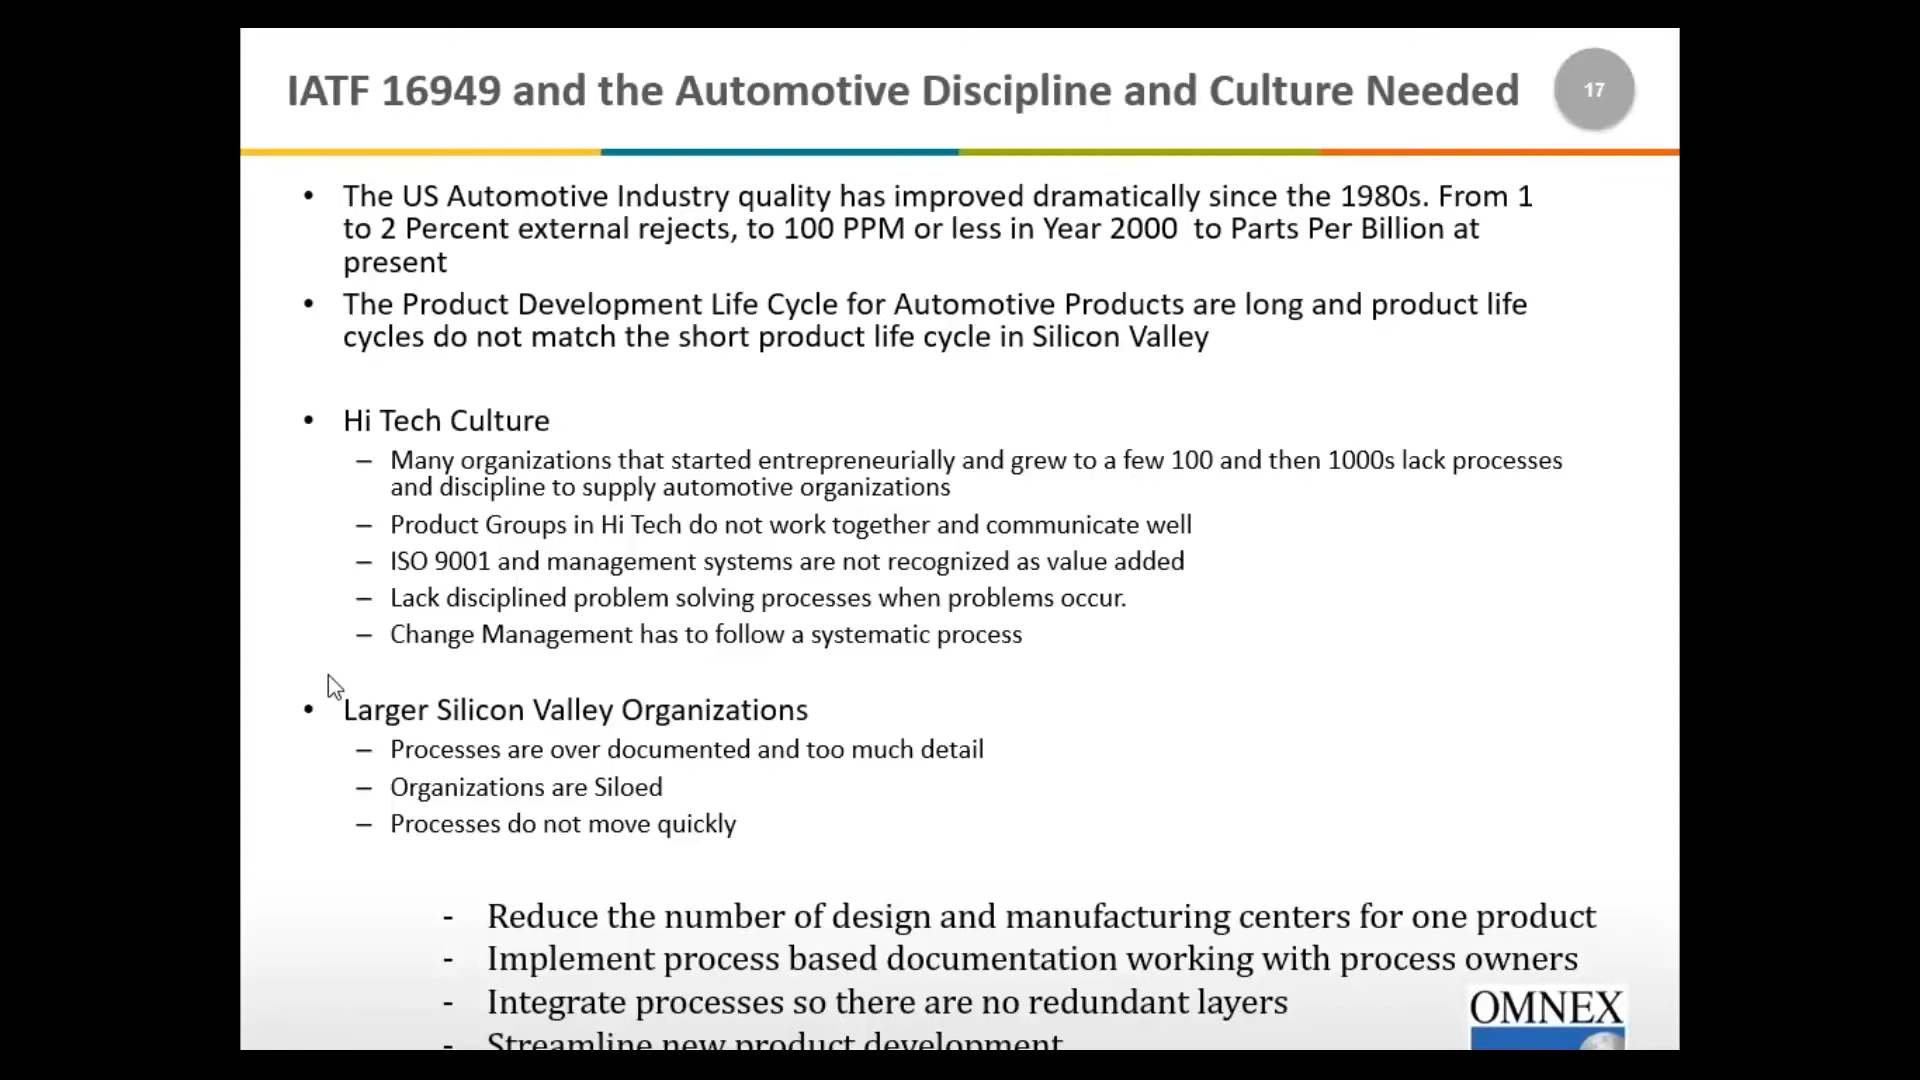 IATF 16949 and the Automotive Discipline and Culture Needed
17
• The US Automotive Industry quality has improved dramatically since the 1980s. From 1
to 2 Percent external rejects, to 100 PPM or less in Year 2000 to Parts Per Billion at
present
• The Product Development Life Cycle for Automotive Products are long and product life
cycles do not match the short product life cycle in Silicon Valley
• Hi Tech Culture
– Many organizations that started entrepreneurially and grew to a few 100 and then 1000s lack processes
and discipline to supply automotive organizations
– Product Groups in Hi Tech do not work together and communicate well
– ISO 9001 and management systems are not recognized as value added
– Lack disciplined problem solving processes when problems occur.
– Change Management has to follow a systematic process
• Larger Silicon Valley Organizations
– Processes are over documented and too much detail
– Organizations are Siloed
– Processes do not move quickly
- Reduce the number of design and manufacturing centers for one product
- Implement process based documentation working with process owners
- Integrate processes so there are no redundant layers
- Streamline new product development
OMNEX